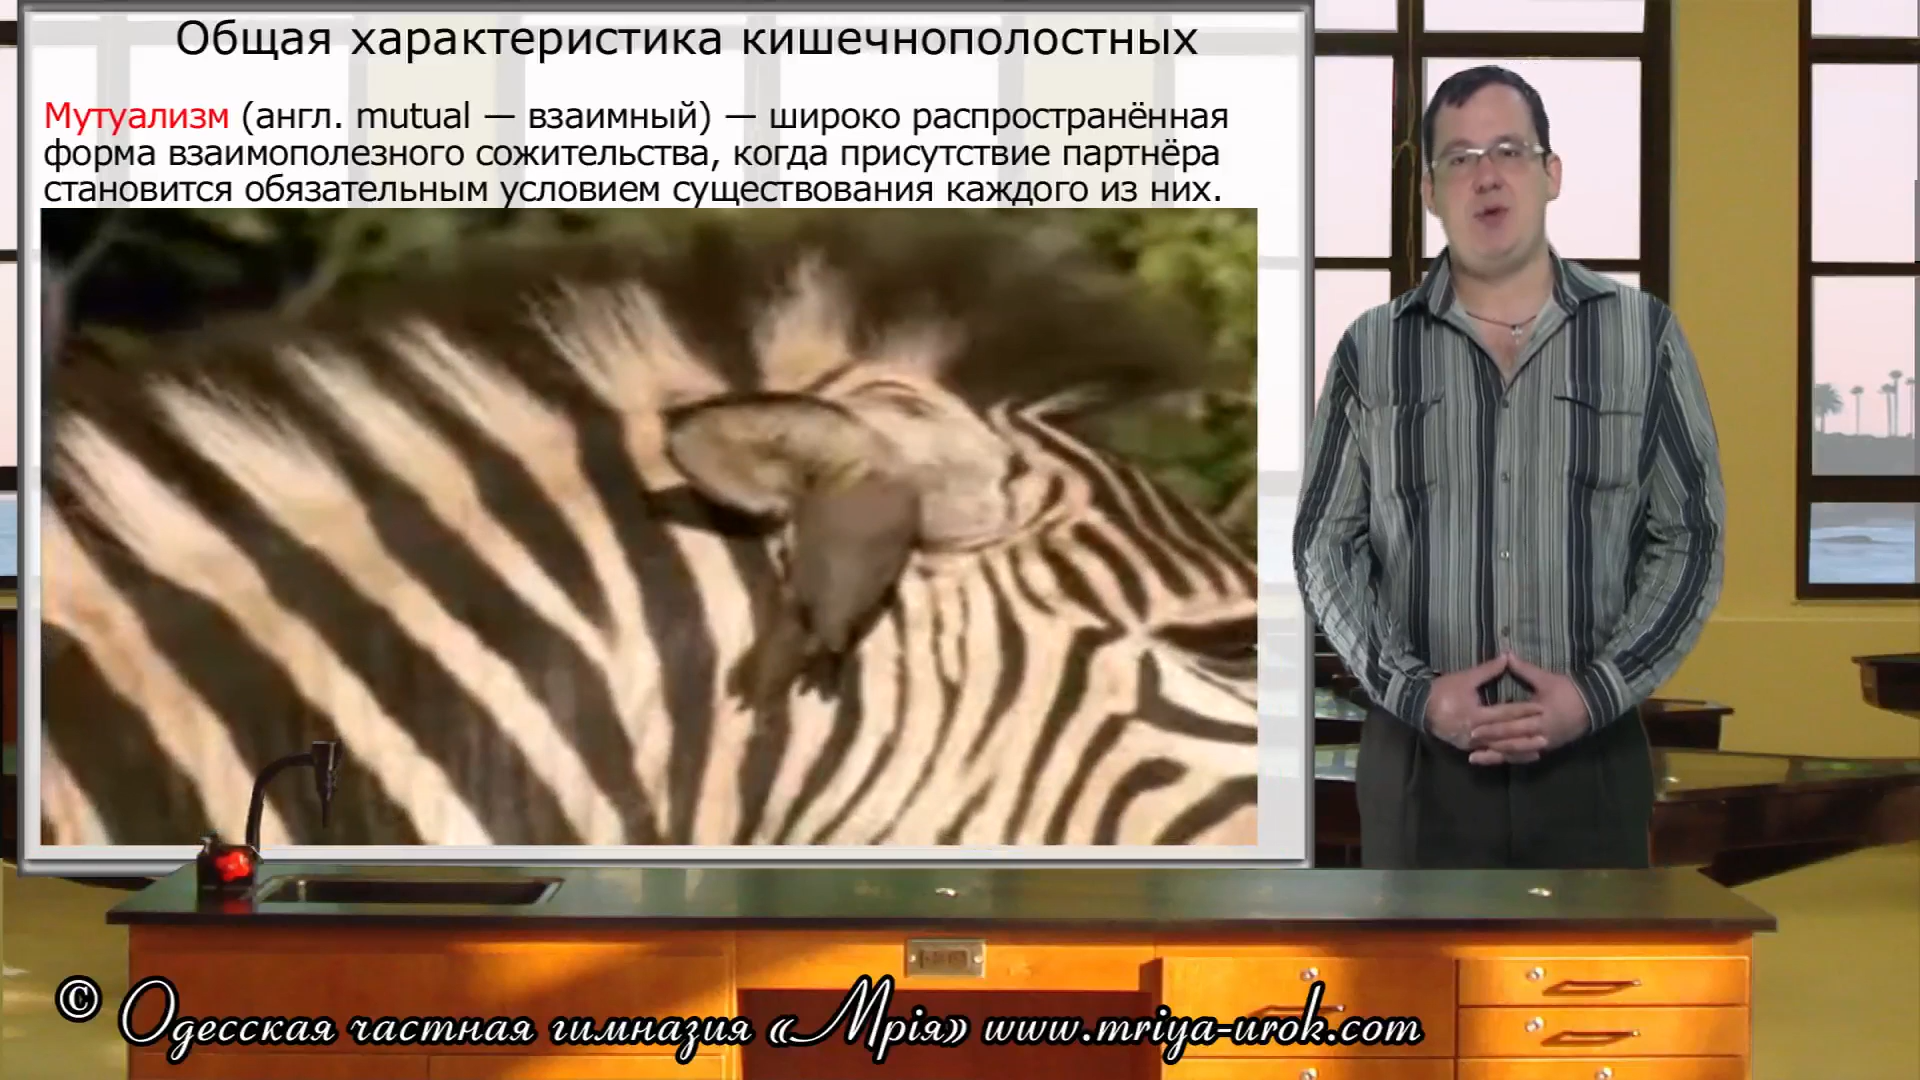 Общая характеристика кишечнополостных
Мутуализм (англ. mutual — взаимный) — широко распространённая
форма взаимополезного сожительства, когда присутствие партнёра
становится обязательным условием существования каждого из них.
© Одесская частная гимназия «Мрія» www.mriya-urok.com